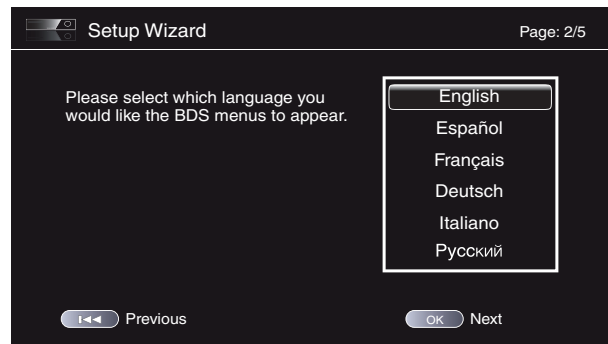 Setup Wizard
Page: 2/5
Please select which language you
would like the BDS menus to appear.
English
Español
Français
Deutsch
Italiano
Русский
Previous
OK Next